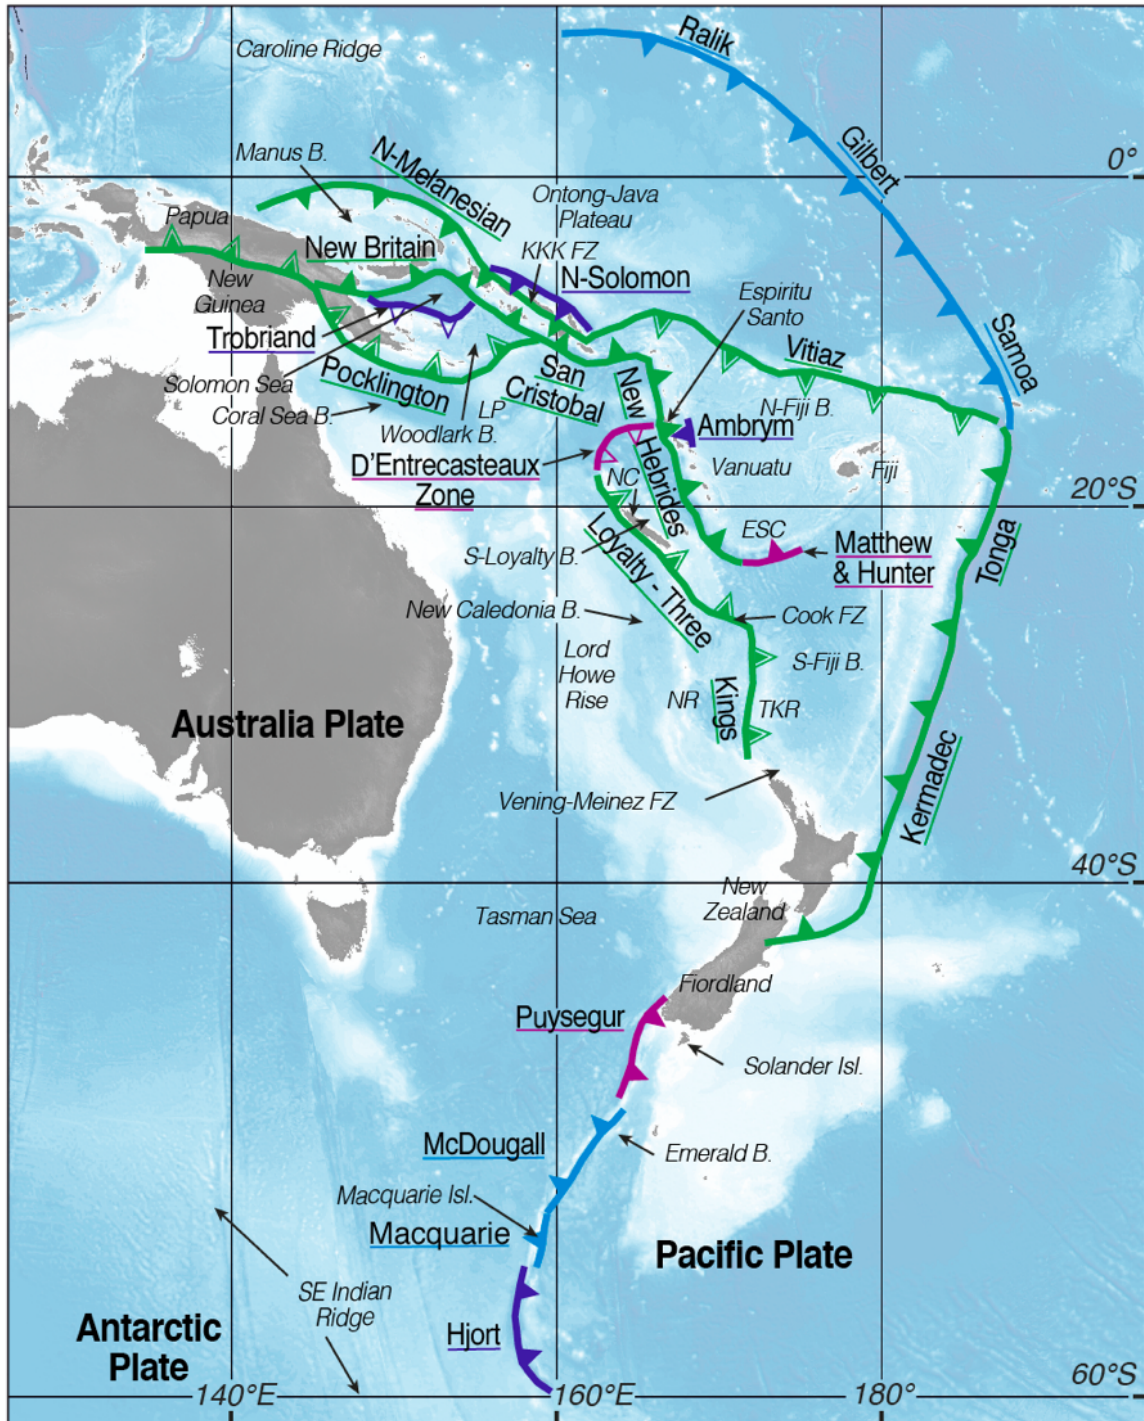 Caroline Ridge
Ralik
Gilbert
Samoa
0°
Manus B.
N-Melanesian
Ontong-Java
Plateau
Papua
New Britain
KKK FZ
N-Solomon
New
Guinea
Espiritu
Santo
Trobriand
Vitiaz
Solomon Sea
Pocklington
San
Cristobal
New
Hebrides
N-Fiji B.
Coral Sea B.
LP
Woodlark B.
Ambrym
D'Entrecasteaux
Zone
NC
Vanuatu
Fiji
20°S
S-Loyalty B.
Loyalty - Three
Kings
ESC
Matthew
& Hunter
Tonga
New Caledonia B.
Cook FZ
Lord
Howe
Rise
S-Fiji B.
NR
TKR
Australia Plate
Kermadec
Vening-Meinez FZ
40°S
New
Zealand
Tasman Sea
Fiordland
Puysegur
Solander Isl.
McDougall
Emerald B.
Macquarie Isl.
Macquarie
Pacific Plate
SE Indian
Ridge
Antarctic
Plate
Hjort
60°S
140°E
160°E
180°